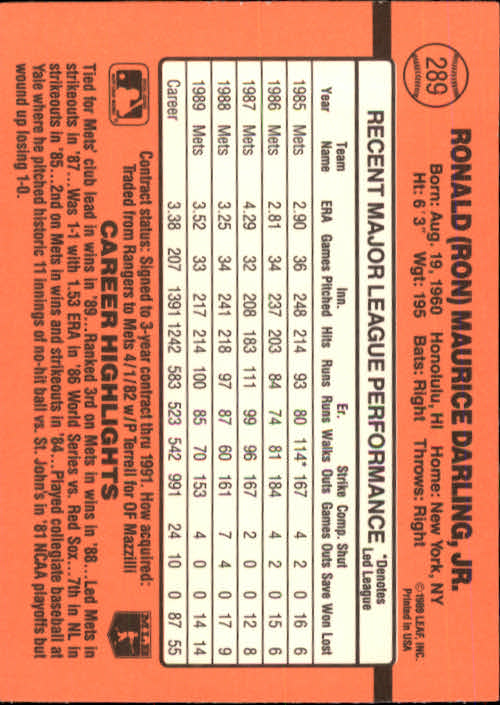 289
RONALD (RON) MAURICE DARLING, JR.
Born: Aug. 19, 1960 Honolulu, HI Home: New York, NY
Ht: 6'3" Wgt: 195 Bats: Right Throws: Right
©1989 LEAF, INC.
Printed in USA
RECENT MAJOR LEAGUE PERFORMANCE
*Denotes
Led League
Team Inn. Er. Strike Comp. Shut
Year Name ERA Games Pitched Hits Runs Runs Walks Outs Games Outs Save Won Lost
1985 Mets 2.90 36 248 214 93 80 114* 167 4 2 0 16 6
1986 Mets 2.81 34 237 203 84 74 81 184 4 2 0 15 6
1987 Mets 4.29 32 208 183 111 99 96 167 2 0 0 12 8
1988 Mets 3.25 34 241 218 97 87 60 161 7 4 0 17 9
1989 Mets 3.52 33 217 214 100 85 70 153 4 0 0 14 14
Career 3.38 207 1391 1242 583 523 542 991 24 10 0 87 55
Contract status: Signed to 3-year contract thru 1991. How acquired:
Traded from Rangers to Mets 4/1/82 w/P Terrell for OF Mazzilli
MLB
CAREER HIGHLIGHTS
Tied for Mets' club lead in wins in '89...Ranked 3rd on Mets in wins in '88...Led Mets in
strikeouts in '87...Was 1-1 with 1.53 ERA in '86 World Series vs. Red Sox...7th in NL in
strikeouts in '85...2nd on Mets in wins and strikeouts in '84...Played collegiate baseball at
Yale where he pitched historic 11 innings of no-hit ball vs. St. John's in '81 NCAA playoffs but
wound up losing 1-0.